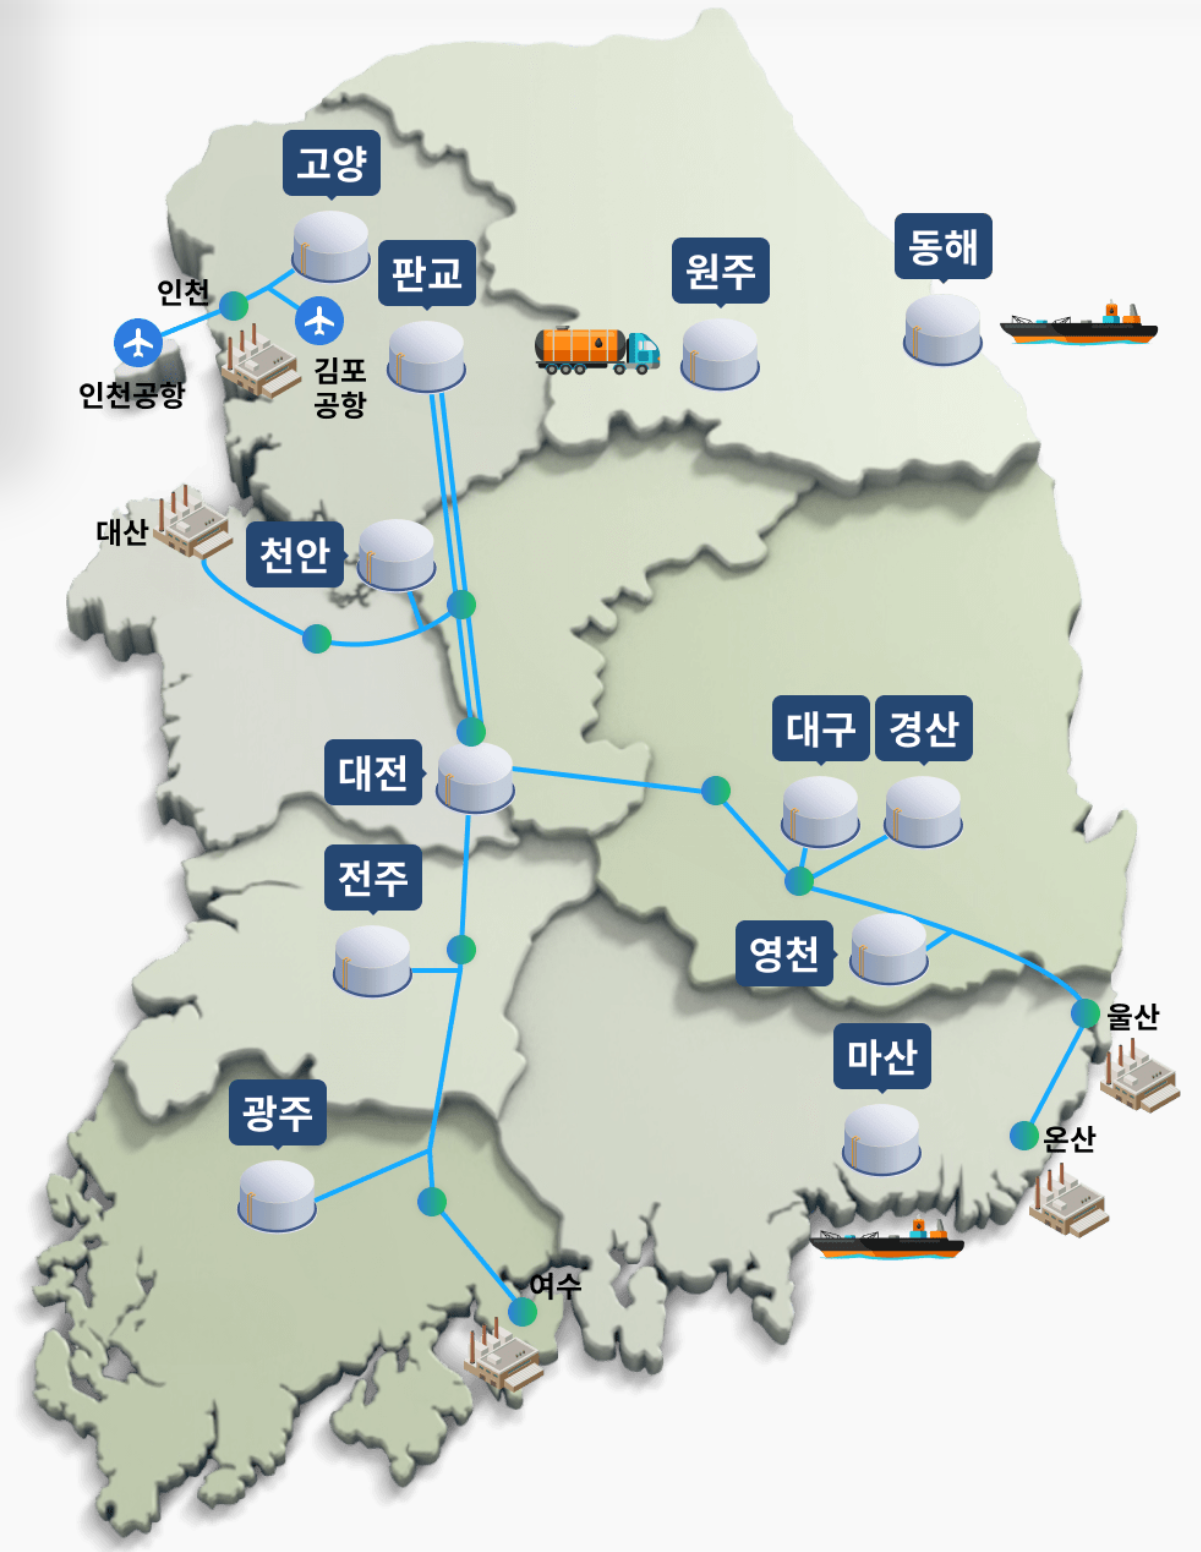 고양
판교
원주
동해
인천
인천공항
김포
공항
대산
천안
대구
경산
대전
전주
영천
울산
마산
광주
온산
여수